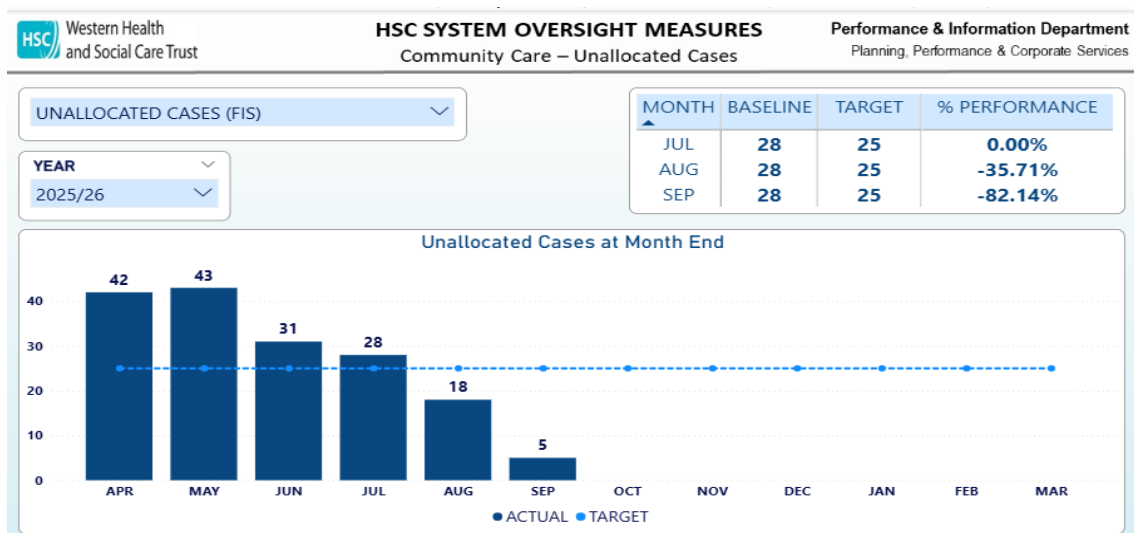 HSC
Western Health
and Social Care Trust
HSC SYSTEM OVERSIGHT MEASURES
Community Care – Unallocated Cases
Performance & Information Department
Planning, Performance & Corporate Services
UNALLOCATED CASES (FIS)
YEAR
2025/26
MONTH BASELINE TARGET % PERFORMANCE
JUL 28 25 0.00%
AUG 28 25 -35.71%
SEP 28 25 -82.14%
Unallocated Cases at Month End
42
43
31
28
18
5
40
30
20
10
0
APR MAY JUN JUL AUG SEP OCT NOV DEC JAN FEB MAR
ACTUAL TARGET